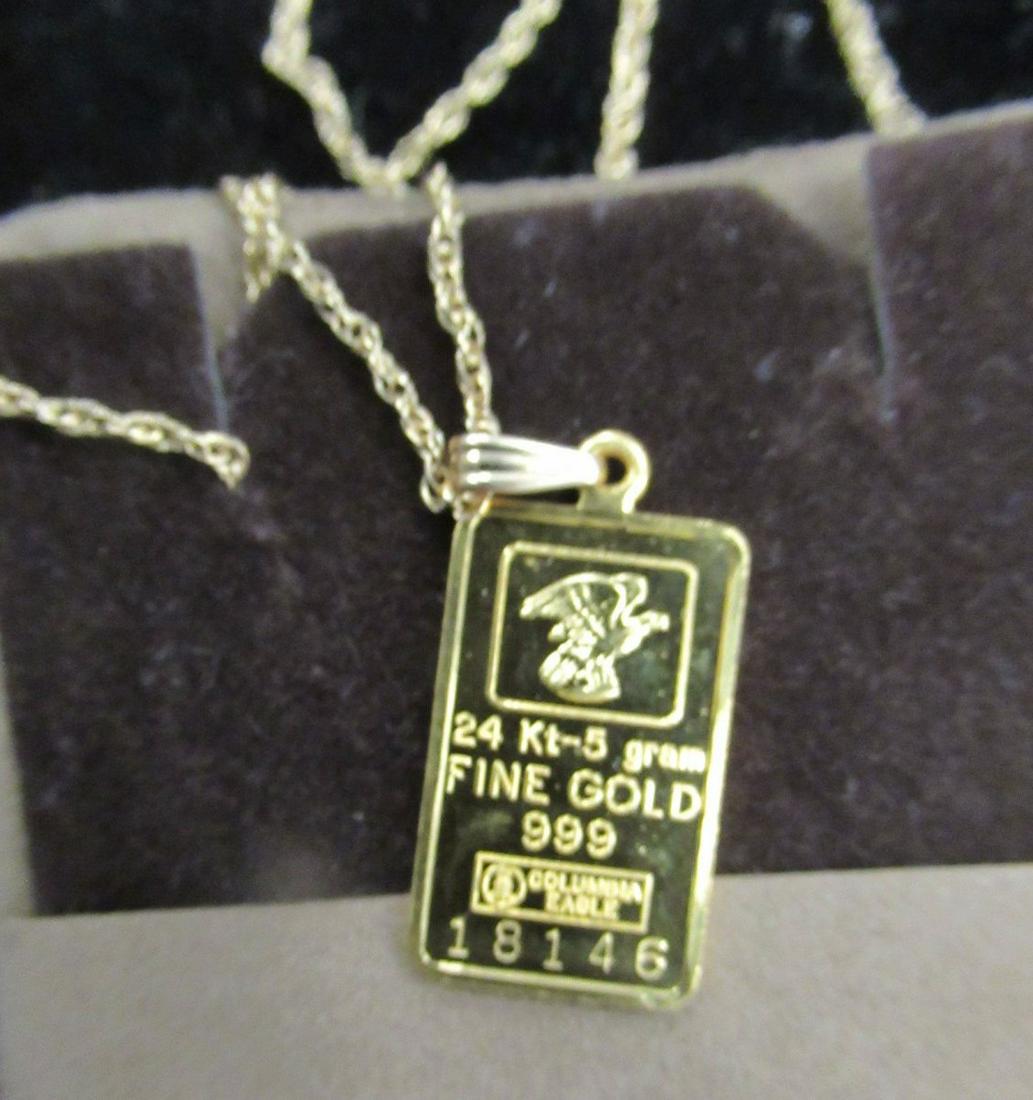 24 Kt-5 gram
FINE GOLD
999
COLUMBIA
EAGLE
18146